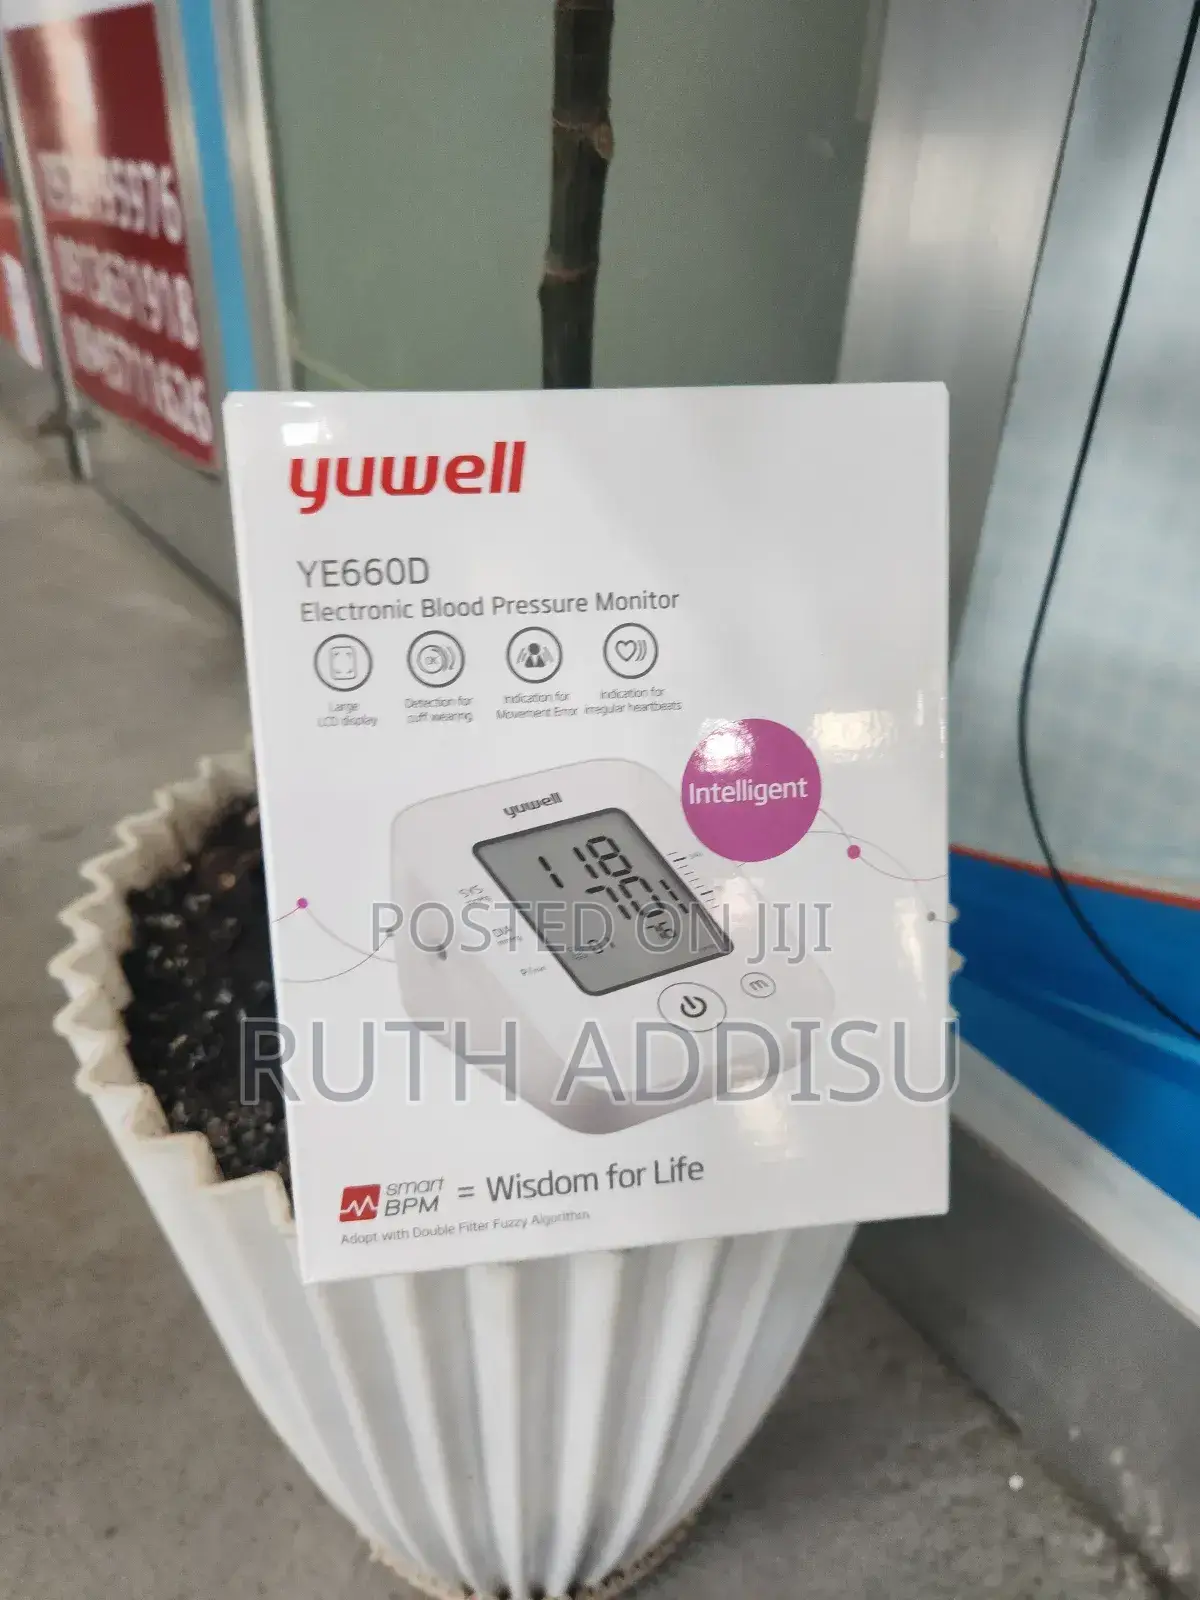 yuwell
YE660D
Electronic Blood Pressure Monitor
Large
LCD display
Detection for
cuff wearing
Indication for
Movement Error
Indication for
irregular heartbeats
Intelligent
yuwell
118
SYS
DIA
POSTED ON JIJI
RUTH ADDISU
smart
BPM
= Wisdom for Life
Adopt with Double Filter Fuzzy Algorithm